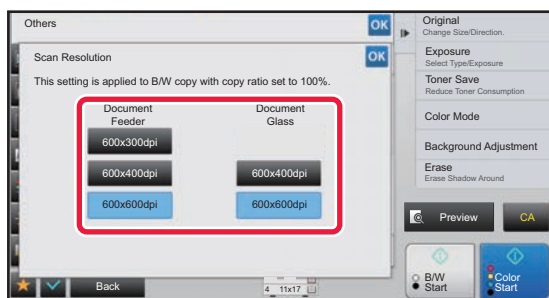 Others
OK
Scan Resolution
OK
This setting is applied to B/W copy with copy ratio set to 100%.
Document
Feeder
Document
Glass
600x300dpi
600x400dpi
600x400dpi
600x600dpi
600x600dpi
Back
4 11x17
Original
Change Size/Direction.
Exposure
Select Type/Exposure
Toner Save
Reduce Toner Consumption
Color Mode
Background Adjustment
Erase
Erase Shadow Around
Preview
CA
B/W
Start
Color
Start